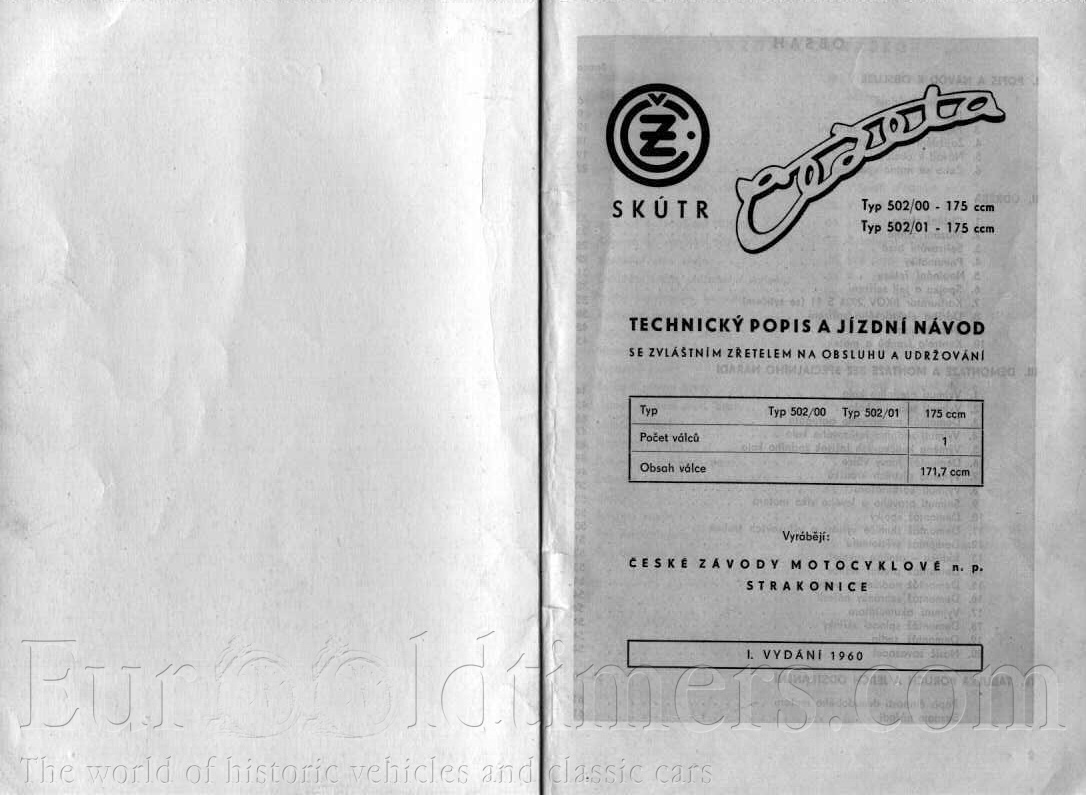 ČZ
Čezeta
SKÚTR
Typ 502/00 - 175 ccm
Typ 502/01 - 175 ccm
TECHNICKÝ POPIS A JÍZDNÍ NÁVOD
SE ZVLÁŠTNÍM ZŘETELEM NA OBSLUHU A UDRŽOVÁNÍ
Typ Typ 502/00 Typ 502/01 175 ccm
Počet válců 1
Obsah válce 171,7 ccm
Vyrábějí:
ČESKÉ ZÁVODY MOTOCYKLOVÉ n. p.
STRAKONICE
I. VYDÁNÍ 1960
EuroOldtimers.com
The world of historic vehicles and classic cars